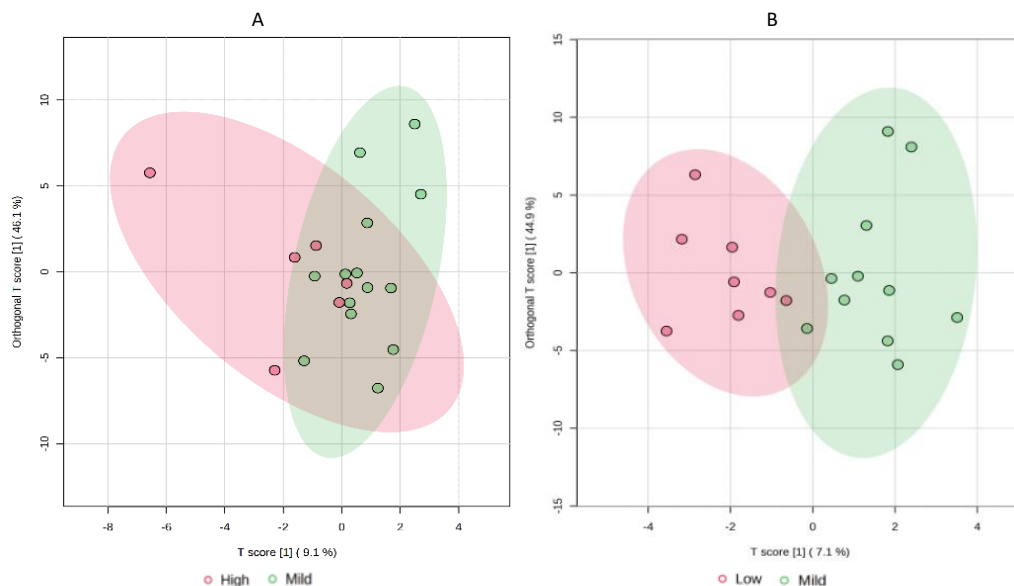 A
B
10
5
0
-5
-10
Orthogonal T score [1] ( 46.1 %)
-8 -6 -4 -2 0 2 4
T score [1] ( 9.1 %)
High Mild
15
10
5
0
-5
-10
-15
Orthogonal T score [1] ( 44.9 %)
-4 -2 0 2 4
T score [1] ( 7.1 %)
Low Mild